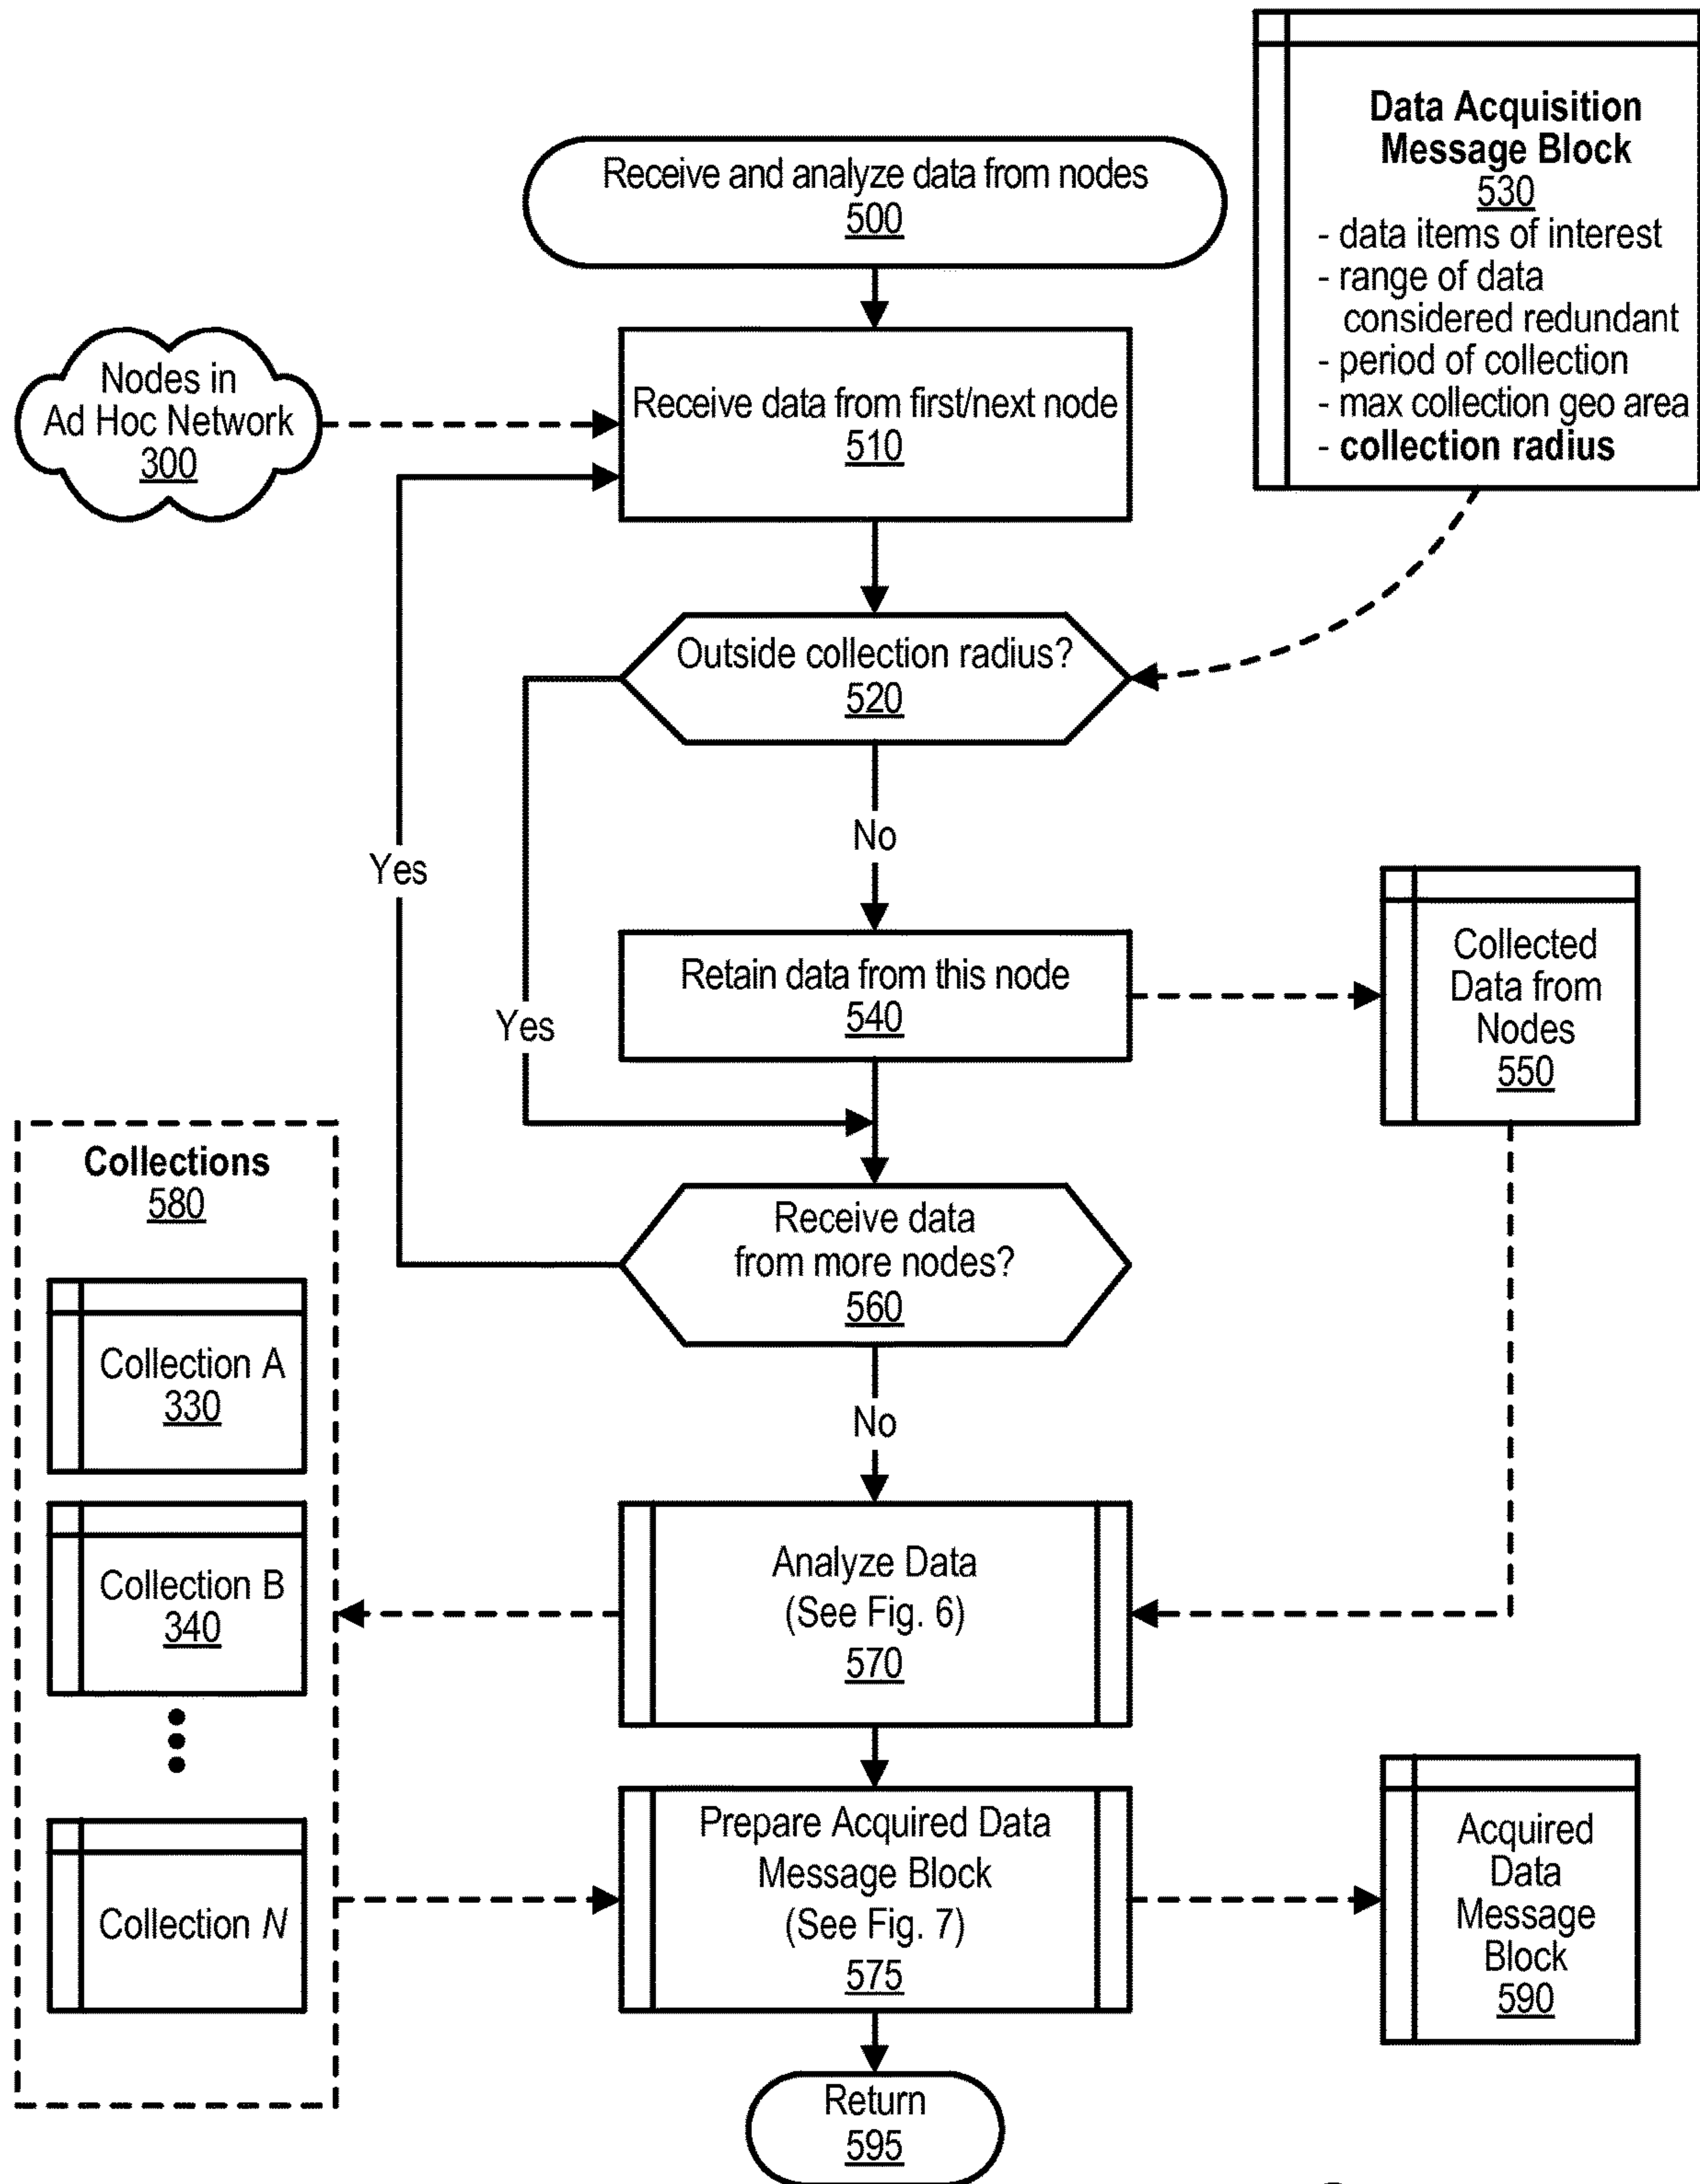 Receive and analyze data from nodes
500
Data Acquisition
Message Block
530
- data items of interest
- range of data
considered redundant
- period of collection
- max collection geo area
- collection radius
Nodes in
Ad Hoc Network
300
Receive data from first/next node
510
Outside collection radius?
520
No
Yes
Yes
Retain data from this node
540
Collected
Data from
Nodes
550
Receive data
from more nodes?
560
No
Collections
580
Collection A
330
Collection B
340
Collection N
Analyze Data
(See Fig. 6)
570
Prepare Acquired Data
Message Block
(See Fig. 7)
575
Acquired
Data
Message
Block
590
Return
595